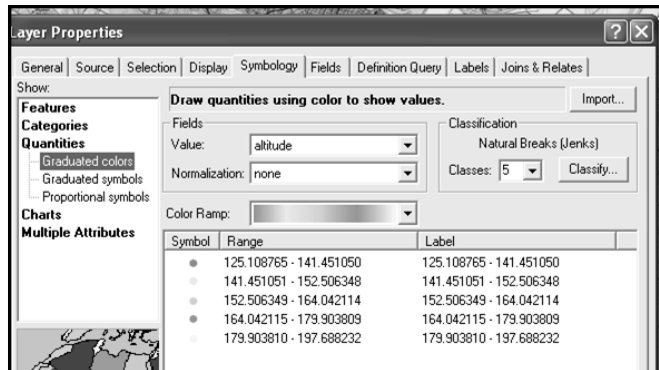 Layer Properties
General Source Selection Display Symbology Fields Definition Query Labels Joins & Relates
Show:
Features
Categories
Quantities
Graduated colors
Graduated symbols
Proportional symbols
Charts
Multiple Attributes
Draw quantities using color to show values.
Import...
Fields
Value: altitude
Normalization: none
Classification
Natural Breaks (Jenks)
Classes: 5 Classify...
Color Ramp:
Symbol Range Label
125.108765 - 141.451050 125.108765 - 141.451050
141.451051 - 152.506348 141.451051 - 152.506348
152.506349 - 164.042114 152.506349 - 164.042114
164.042115 - 179.903809 164.042115 - 179.903809
179.903810 - 197.688232 179.903810 - 197.688232